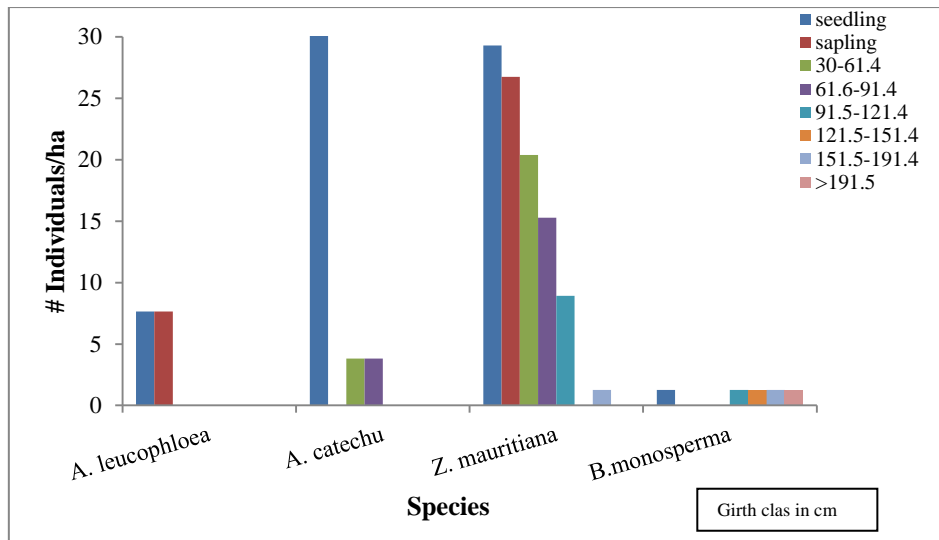 seedling
sapling
30-61.4
61.6-91.4
91.5-121.4
121.5-151.4
151.5-191.4
>191.5
# Individuals/ha
30
25
20
15
10
5
0
A. leucophloea
A. catechu
Z. mauritiana
B.monosperma
Species
Girth clas in cm